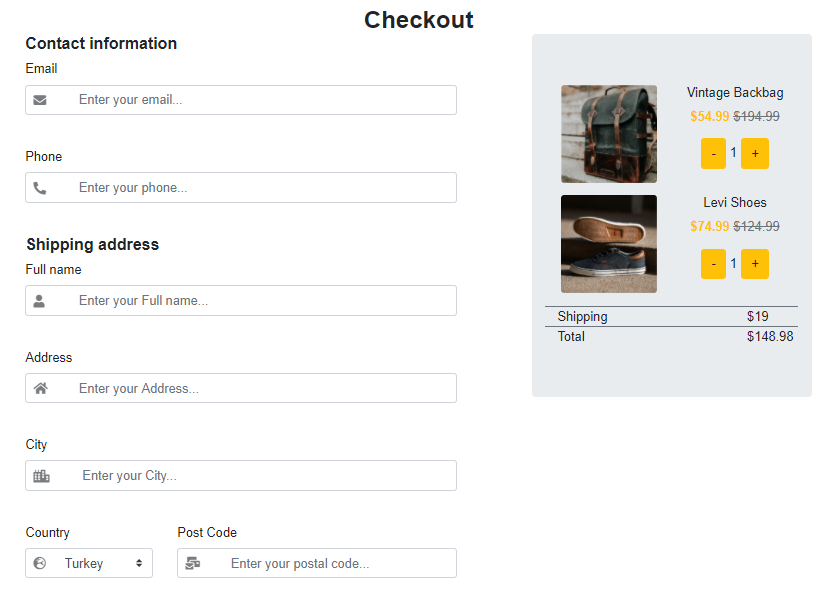 Checkout
Contact information
Email
Enter your email...
Phone
Enter your phone...
Shipping address
Full name
Enter your Full name...
Address
Enter your Address...
City
Enter your City...
Country
Post Code
Turkey
Enter your postal code...
Vintage Backbag
$54.99 $194.99
- 1 +
Levi Shoes
$74.99 $124.99
- 1 +
Shipping $19
Total $148.98